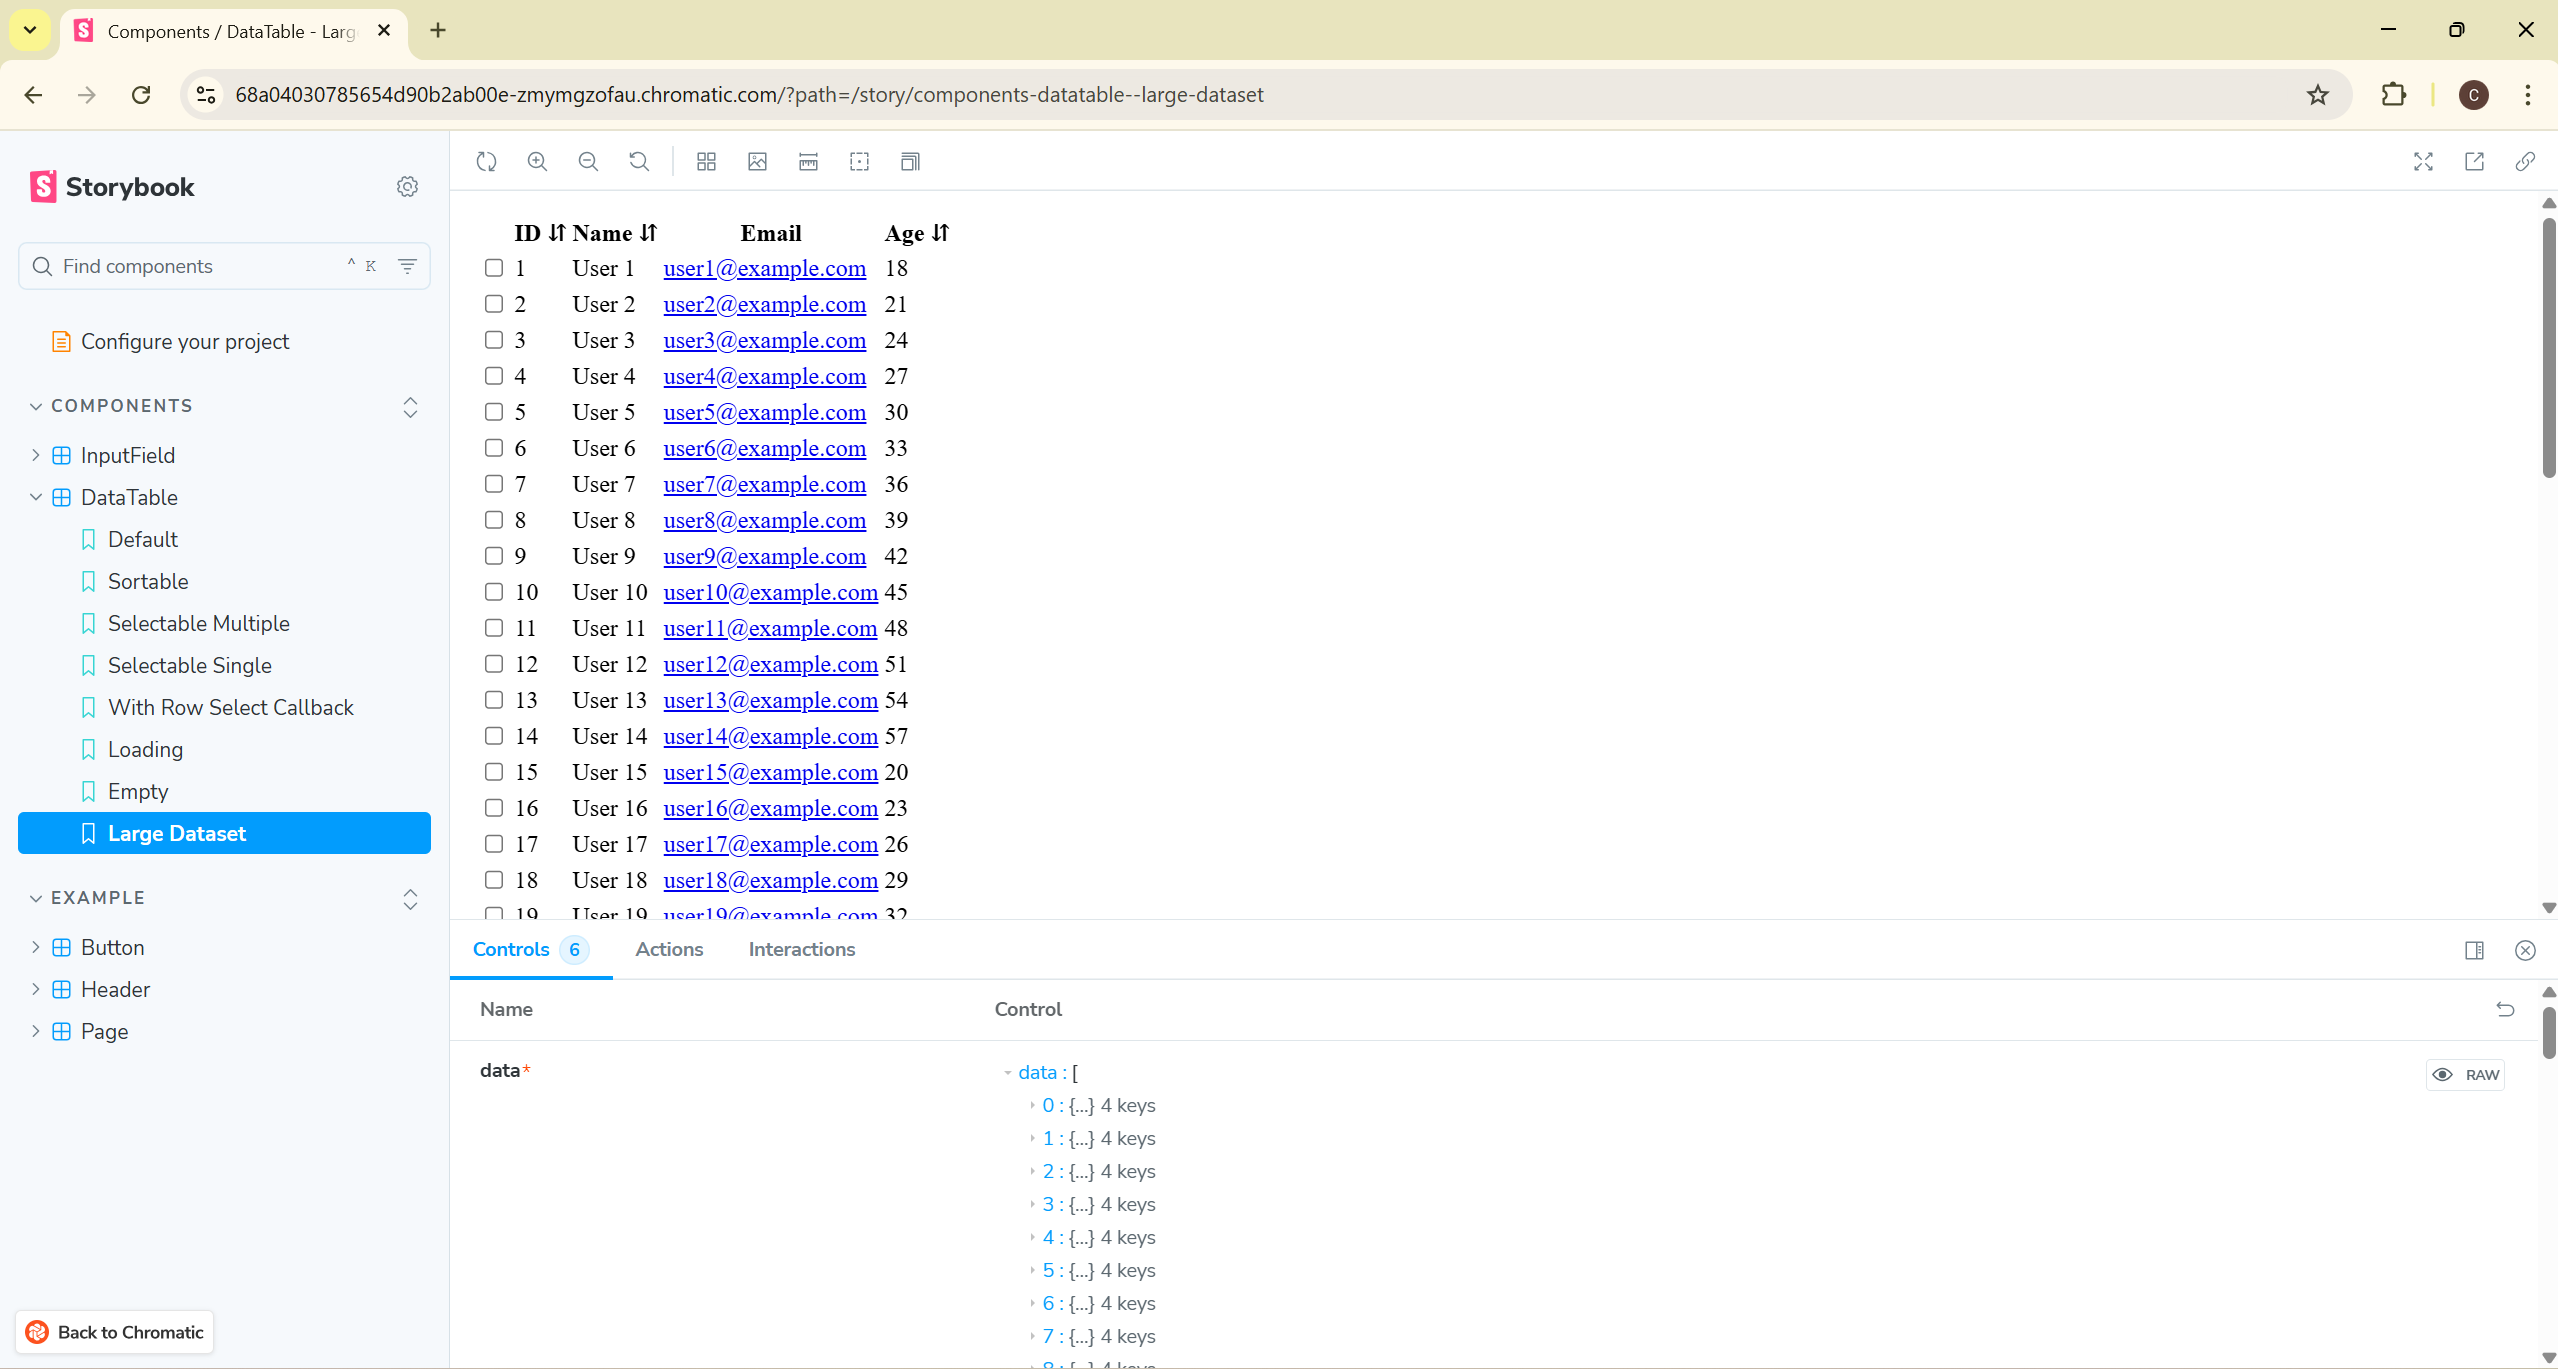 Components / DataTable - Larg
68a04030785654d90b2ab00e-zmymgzofau.chromatic.com/?path=/story/components-datatable--large-dataset
C
Storybook
Find components
^ K
Configure your project
COMPONENTS
InputField
DataTable
Default
Sortable
Selectable Multiple
Selectable Single
With Row Select Callback
Loading
Empty
Large Dataset
EXAMPLE
Button
Header
Page
Back to Chromatic
ID ⇵ Name ⇵ Email Age ⇵
1 User 1 user1@example.com 18
2 User 2 user2@example.com 21
3 User 3 user3@example.com 24
4 User 4 user4@example.com 27
5 User 5 user5@example.com 30
6 User 6 user6@example.com 33
7 User 7 user7@example.com 36
8 User 8 user8@example.com 39
9 User 9 user9@example.com 42
10 User 10 user10@example.com 45
11 User 11 user11@example.com 48
12 User 12 user12@example.com 51
13 User 13 user13@example.com 54
14 User 14 user14@example.com 57
15 User 15 user15@example.com 20
16 User 16 user16@example.com 23
17 User 17 user17@example.com 26
18 User 18 user18@example.com 29
19 User 19 user19@example.com 32
Controls 6 Actions Interactions
Name Control
data* data : [
RAW
0 : {...} 4 keys
1 : {...} 4 keys
2 : {...} 4 keys
3 : {...} 4 keys
4 : {...} 4 keys
5 : {...} 4 keys
6 : {...} 4 keys
7 : {...} 4 keys
8 : {...} 4 keys